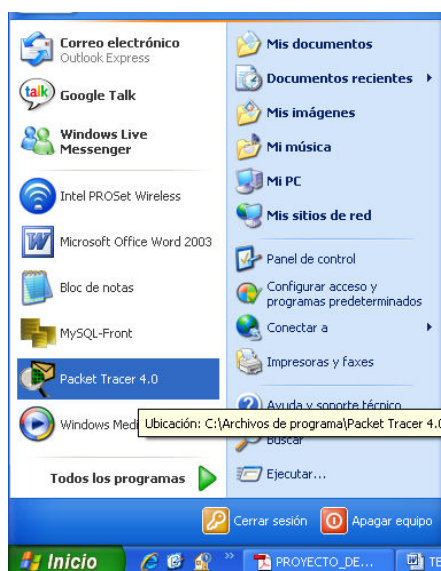 Correo electrónico
Outlook Express
talk
Google Talk
Windows Live
Messenger
Intel PROSet Wireless
W
Microsoft Office Word 2003
Bloc de notas
MySQL-Front
Packet Tracer 4.0
Windows Medi
Todos los programas
Mis documentos
Documentos recientes
Mis imágenes
Mi música
Mi PC
Mis sitios de red
Panel de control
Configurar acceso y
programas predeterminados
Conectar a
Impresoras y faxes
Ayuda y soporte técnico
Ubicación: C:\Archivos de programa\Packet Tracer 4.0
Buscar
Ejecutar...
Cerrar sesión
Apagar equipo
Inicio
»
PROYECTO_DE...
TE